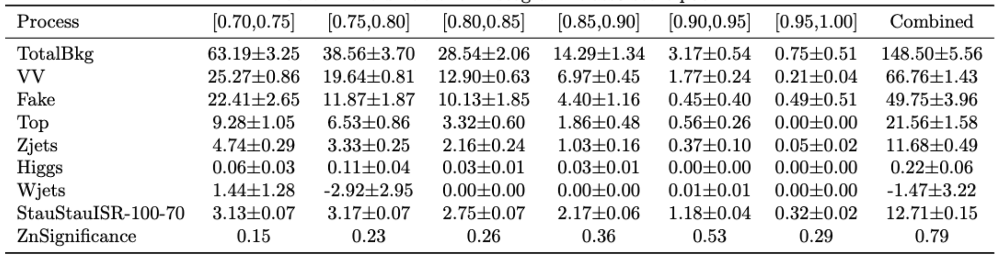 Process [0.70,0.75] [0.75,0.80] [0.80,0.85] [0.85,0.90] [0.90,0.95] [0.95,1.00] Combined
TotalBkg 63.19±3.25 38.56±3.70 28.54±2.06 14.29±1.34 3.17±0.54 0.75±0.51 148.50±5.56
VV 25.27±0.86 19.64±0.81 12.90±0.63 6.97±0.45 1.77±0.24 0.21±0.04 66.76±1.43
Fake 22.41±2.65 11.87±1.87 10.13±1.85 4.40±1.16 0.45±0.40 0.49±0.51 49.75±3.96
Top 9.28±1.05 6.53±0.86 3.32±0.60 1.86±0.48 0.56±0.26 0.00±0.00 21.56±1.58
Zjets 4.74±0.29 3.33±0.25 2.16±0.24 1.03±0.16 0.37±0.10 0.05±0.02 11.68±0.49
Higgs 0.06±0.03 0.11±0.04 0.03±0.01 0.03±0.01 0.00±0.00 0.00±0.00 0.22±0.06
Wjets 1.44±1.28 -2.92±2.95 0.00±0.00 0.00±0.00 0.01±0.01 0.00±0.00 -1.47±3.22
StauStauISR-100-70 3.13±0.07 3.17±0.07 2.75±0.07 2.17±0.06 1.18±0.04 0.32±0.02 12.71±0.15
ZnSignificance 0.15 0.23 0.26 0.36 0.53 0.29 0.79